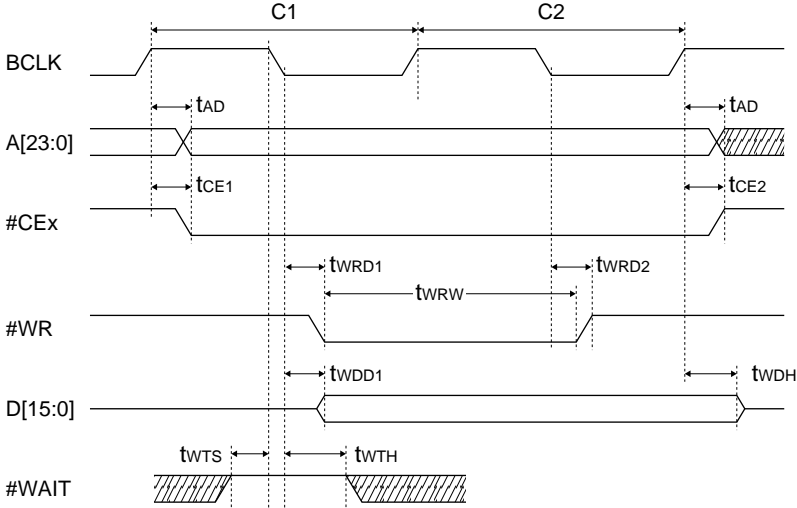 C1 C2
BCLK
tAD tAD
A[23:0]
tCE1 tCE2
#CEx
tWRD1 tWRD2
tWRW
#WR
tWDD1 tWDH
D[15:0]
tWTS tWTH
#WAIT